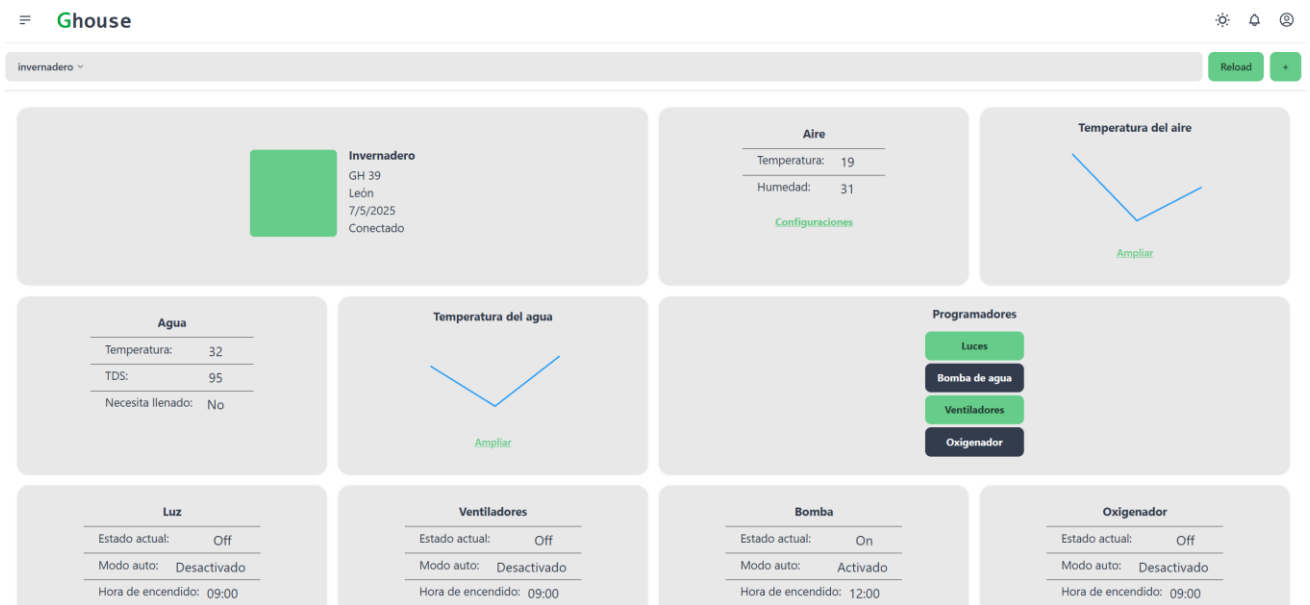 Ghouse
invernadero
Reload
+
Invernadero
GH 39
León
7/5/2025
Conectado
Aire
Temperatura: 19
Humedad: 31
Configuraciones
Temperatura del aire
Ampliar
Agua
Temperatura: 32
TDS: 95
Necesita llenado: No
Temperatura del agua
Ampliar
Programadores
Luces
Bomba de agua
Ventiladores
Oxigenador
Luz
Estado actual: Off
Modo auto: Desactivado
Hora de encendido: 09:00
Ventiladores
Estado actual: Off
Modo auto: Desactivado
Hora de encendido: 09:00
Bomba
Estado actual: On
Modo auto: Activado
Hora de encendido: 12:00
Oxigenador
Estado actual: Off
Modo auto: Desactivado
Hora de encendido: 09:00